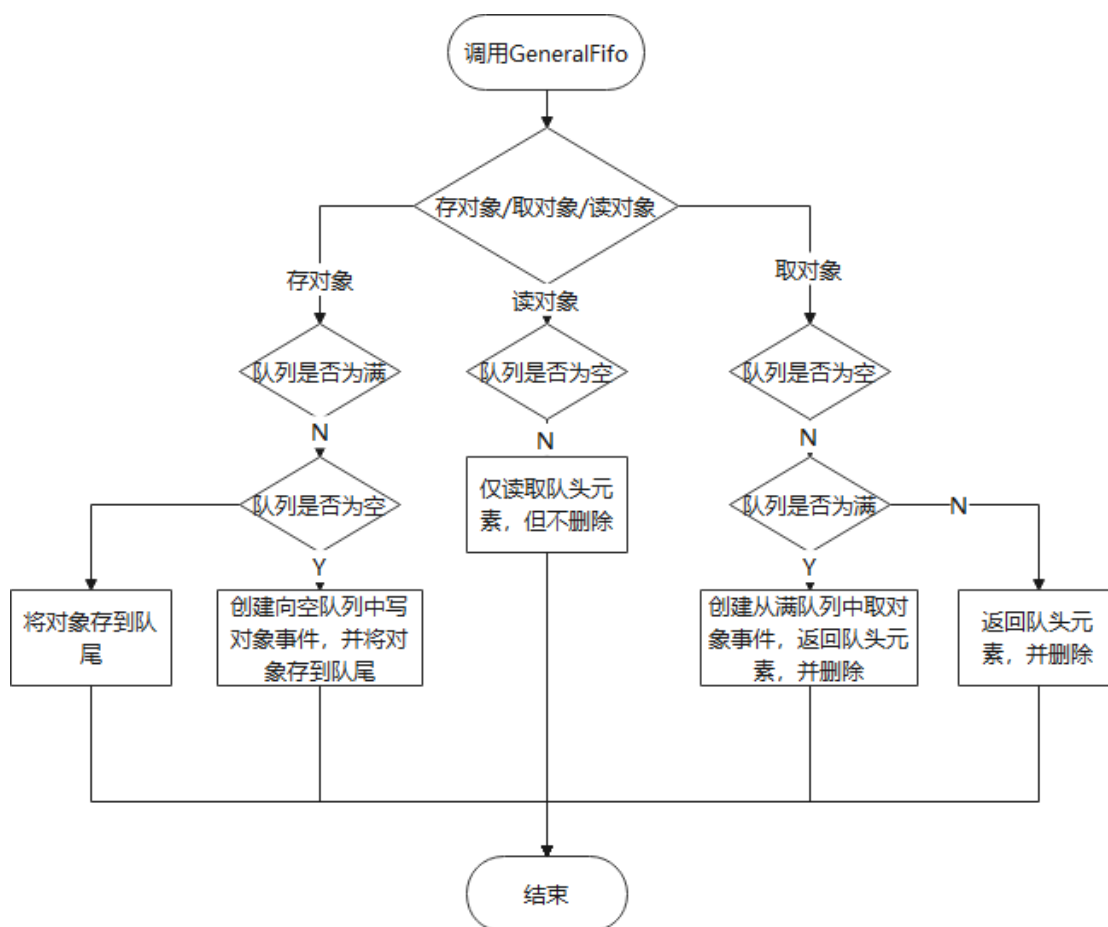 调用GeneralFifo
存对象/取对象/读对象
存对象
读对象
取对象
队列是否为满
队列是否为空
队列是否为空
N
N
N
队列是否为空
仅读取队头元
素，但不删除
队列是否为满
N
Y
Y
将对象存到队
尾
创建向空队列中写
对象事件，并将对
象存到队尾
创建从满队列中取对
象事件，返回队头元
素，并删除
返回队头元
素，并删除
结束